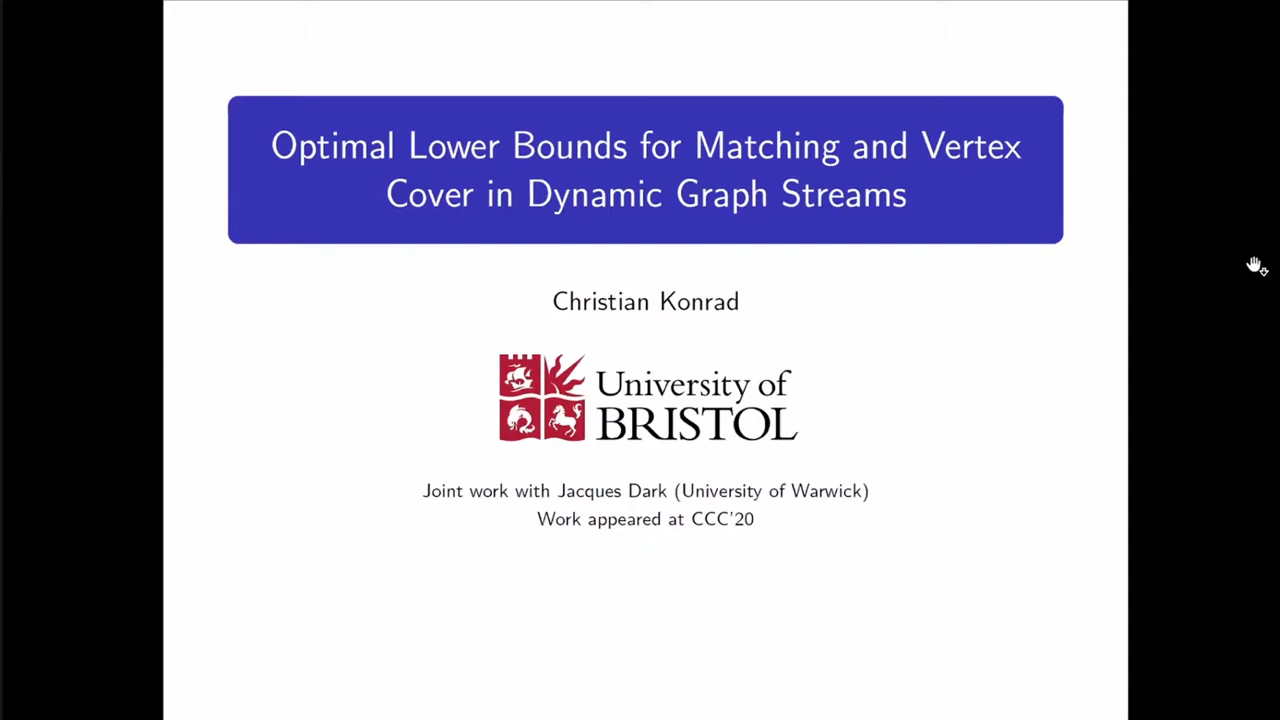 Optimal Lower Bounds for Matching and Vertex
Cover in Dynamic Graph Streams
Christian Konrad
University of
BRISTOL
Joint work with Jacques Dark (University of Warwick)
Work appeared at CCC'20